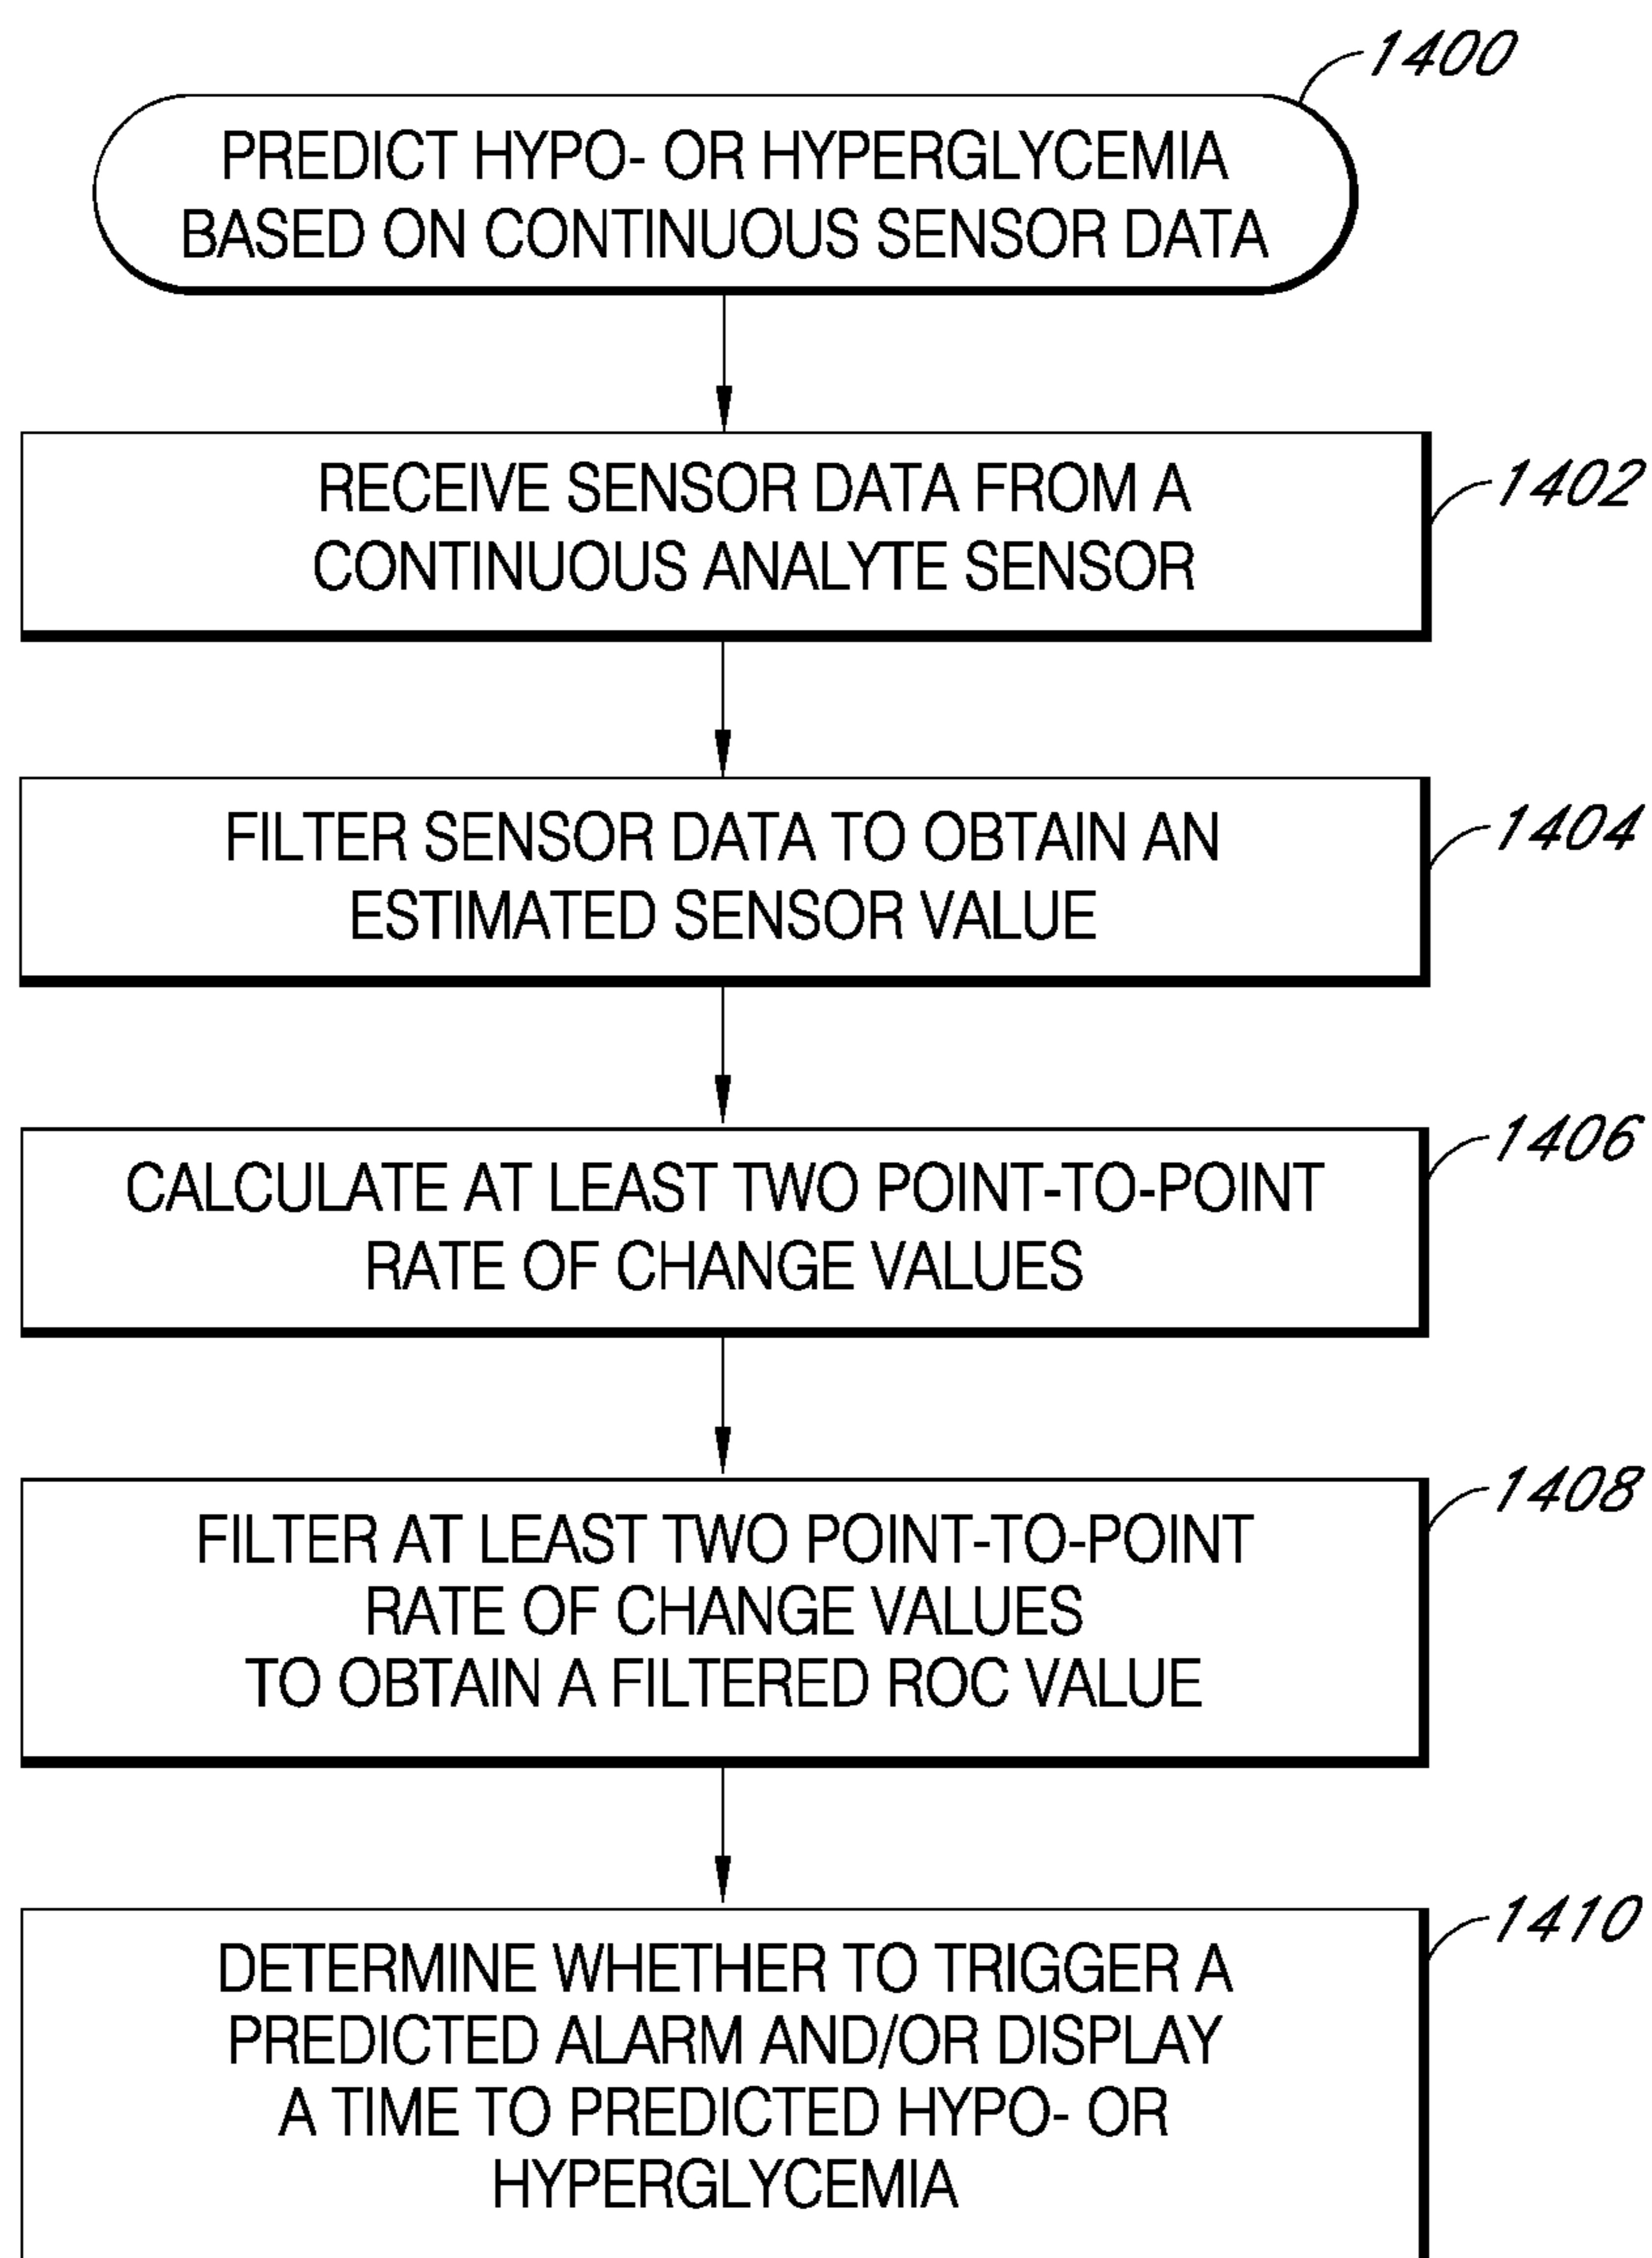 1400
PREDICT HYPO- OR HYPERGLYCEMIA
BASED ON CONTINUOUS SENSOR DATA
1402
RECEIVE SENSOR DATA FROM A
CONTINUOUS ANALYTE SENSOR
1404
FILTER SENSOR DATA TO OBTAIN AN
ESTIMATED SENSOR VALUE
1406
CALCULATE AT LEAST TWO POINT-TO-POINT
RATE OF CHANGE VALUES
1408
FILTER AT LEAST TWO POINT-TO-POINT
RATE OF CHANGE VALUES
TO OBTAIN A FILTERED ROC VALUE
1410
DETERMINE WHETHER TO TRIGGER A
PREDICTED ALARM AND/OR DISPLAY
A TIME TO PREDICTED HYPO- OR
HYPERGLYCEMIA